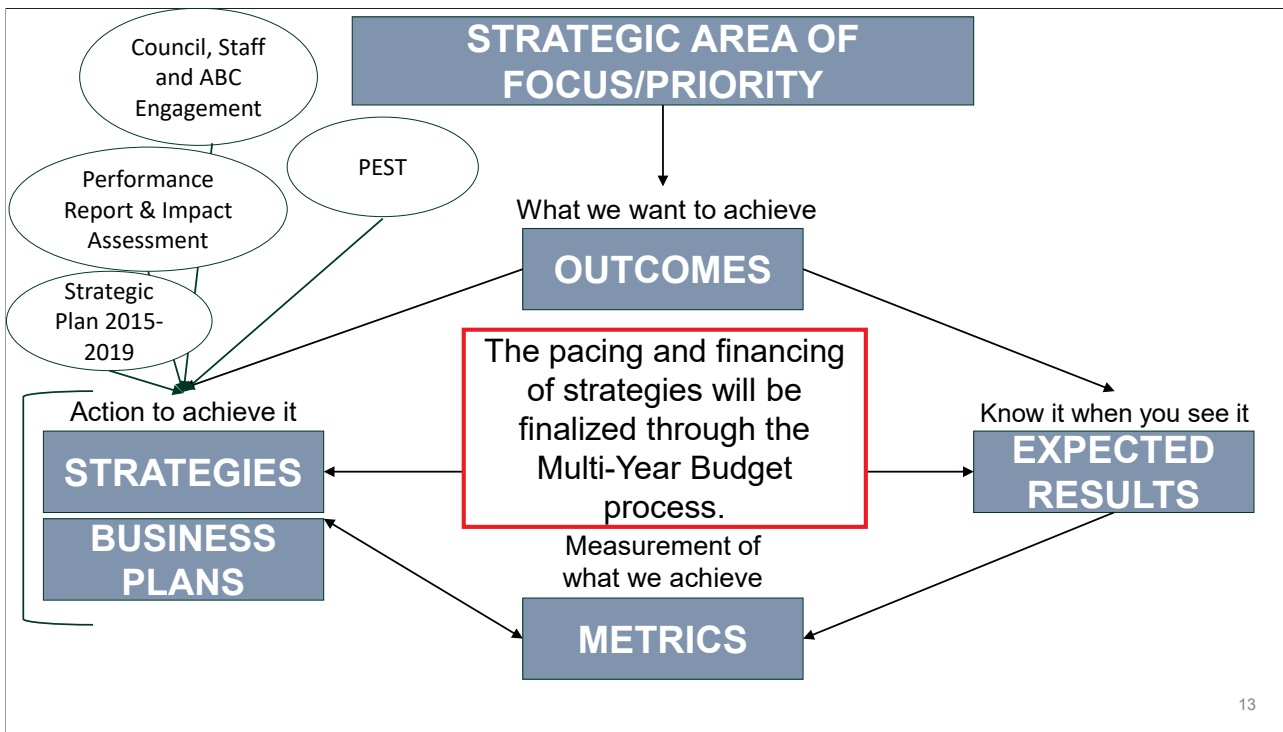 Council, Staff
and ABC
Engagement
STRATEGIC AREA OF
FOCUS/PRIORITY
PEST
Performance
Report & Impact
Assessment
What we want to achieve
OUTCOMES
Strategic
Plan 2015-
2019
The pacing and financing
of strategies will be
finalized through the
Multi-Year Budget
process.
Action to achieve it
STRATEGIES
BUSINESS
PLANS
Know it when you see it
EXPECTED
RESULTS
Measurement of
what we achieve
METRICS
13